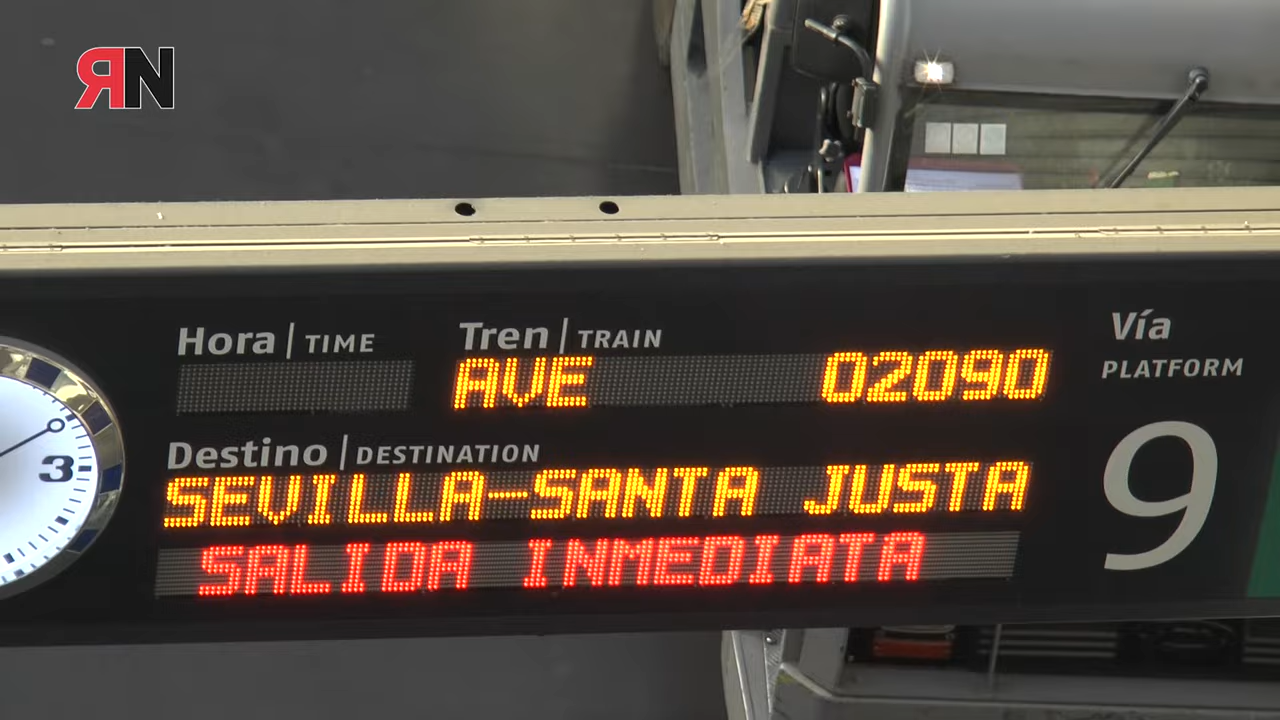 RN
Hora | TIME
Tren | TRAIN
Vía
PLATFORM
AVE 02090
3
Destino | DESTINATION
SEVILLA-SANTA JUSTA
9
SALIDA INMEDIATA